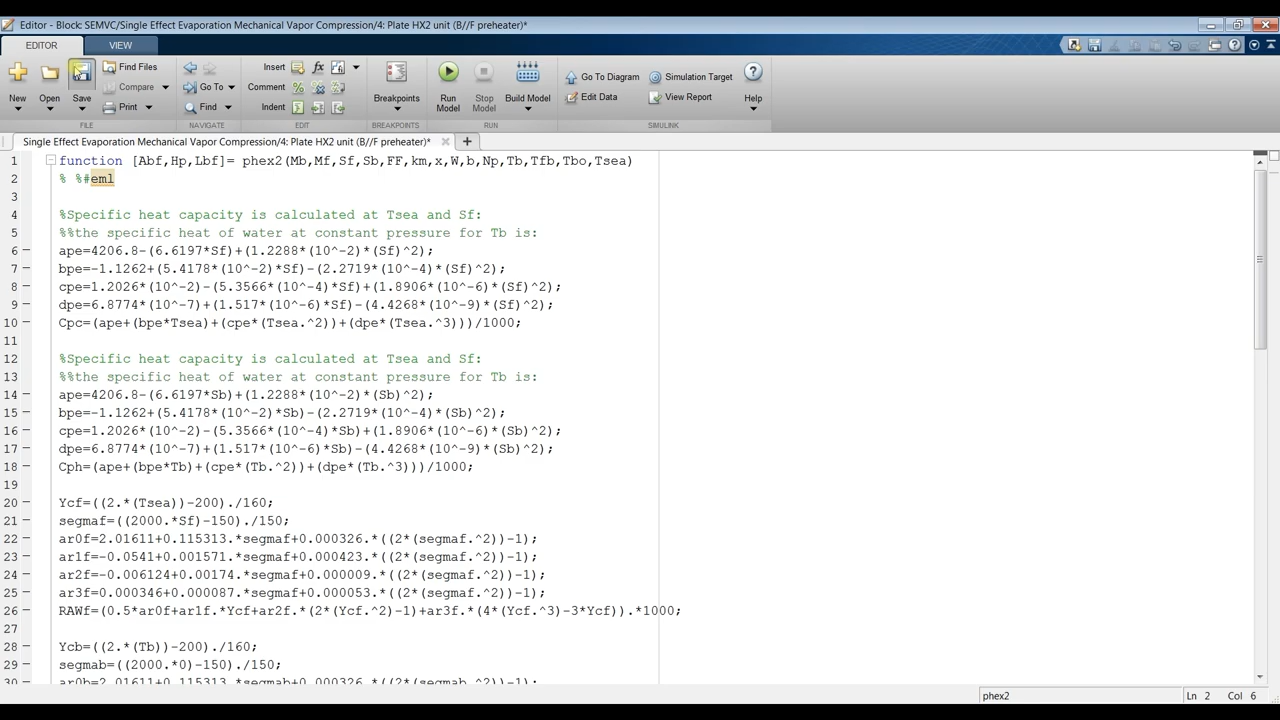 Editor - Block: SEMVC/Single Effect Evaporation Mechanical Vapor Compression/4: Plate HX2 unit (B//F preheater)*
EDITOR VIEW
New Open Save Find Files Compare Print
Go To Find
Insert fx
Comment
Indent
Breakpoints
Run Model
Stop Model
Build Model
Go To Diagram Simulation Target
Edit Data View Report
Help
FILE NAVIGATE EDIT BREAKPOINTS RUN SIMULINK
Single Effect Evaporation Mechanical Vapor Compression/4: Plate HX2 unit (B//F preheater)*
1 function [Abf,Hp,Lbf]= phex2(Mb,Mf,Sf,Sb,FF,km,x,W,b,Np,Tb,Tfb,Tbo,Tsea)
2 % %#eml
3
4 %Specific heat capacity is calculated at Tsea and Sf:
5 %%the specific heat of water at constant pressure for Tb is:
6 ape=4206.8-(6.6197*Sf)+(1.2288*(10^-2)*(Sf)^2);
7 bpe=-1.1262+(5.4178*(10^-2)*Sf)-(2.2719*(10^-4)*(Sf)^2);
8 cpe=1.2026*(10^-2)-(5.3566*(10^-4)*Sf)+(1.8906*(10^-6)*(Sf)^2);
9 dpe=6.8774*(10^-7)+(1.517*(10^-6)*Sf)-(4.4268*(10^-9)*(Sf)^2);
10 Cpc=(ape+(bpe*Tsea)+(cpe*(Tsea.^2))+(dpe*(Tsea.^3)))/1000;
11
12 %Specific heat capacity is calculated at Tsea and Sf:
13 %%the specific heat of water at constant pressure for Tb is:
14 ape=4206.8-(6.6197*Sb)+(1.2288*(10^-2)*(Sb)^2);
15 bpe=-1.1262+(5.4178*(10^-2)*Sb)-(2.2719*(10^-4)*(Sb)^2);
16 cpe=1.2026*(10^-2)-(5.3566*(10^-4)*Sb)+(1.8906*(10^-6)*(Sb)^2);
17 dpe=6.8774*(10^-7)+(1.517*(10^-6)*Sb)-(4.4268*(10^-9)*(Sb)^2);
18 Cph=(ape+(bpe*Tb)+(cpe*(Tb.^2))+(dpe*(Tb.^3)))/1000;
19
20 Ycf=((2.*(Tsea))-200)./160;
21 segmaf=((2000.*Sf)-150)./150;
22 ar0f=2.01611+0.115313.*segmaf+0.000326.*((2*(segmaf.^2))-1);
23 ar1f=-0.0541+0.001571.*segmaf+0.000423.*((2*(segmaf.^2))-1);
24 ar2f=-0.006124+0.00174.*segmaf+0.000009.*((2*(segmaf.^2))-1);
25 ar3f=0.000346+0.000087.*segmaf+0.000053.*((2*(segmaf.^2))-1);
26 RAWf=(0.5*ar0f+ar1f.*Ycf+ar2f.*(2*(Ycf.^2)-1)+ar3f.*(4*(Ycf.^3)-3*Ycf)).*1000;
27
28 Ycb=((2.*(Tb))-200)./160;
29 segmab=((2000.*0)-150)./150;
30 ar0b=2.01611+0.115313.*segmab+0.000326.*((2*(segmab.^2))-1);
phex2 Ln 2 Col 6